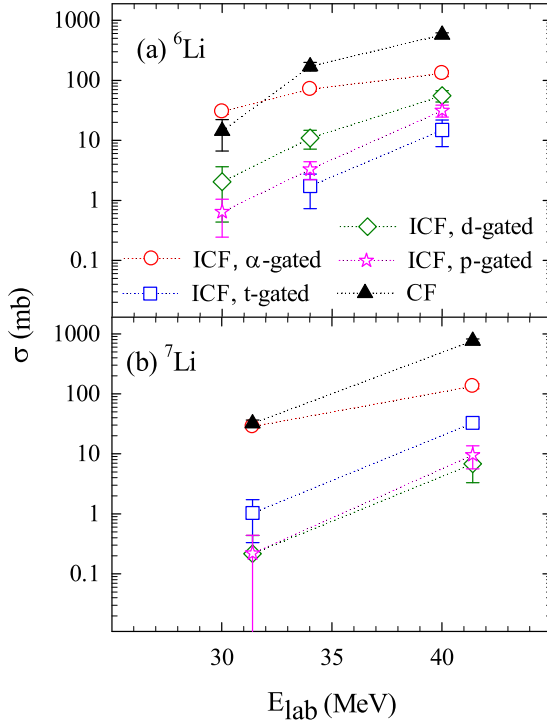 1000
100
10
1
0.1
(a) ⁶Li
ICF, α-gated
ICF, t-gated
ICF, d-gated
ICF, p-gated
CF
σ (mb)
(b) ⁷Li
1000
100
10
1
0.1
30 35 40
E_lab (MeV)